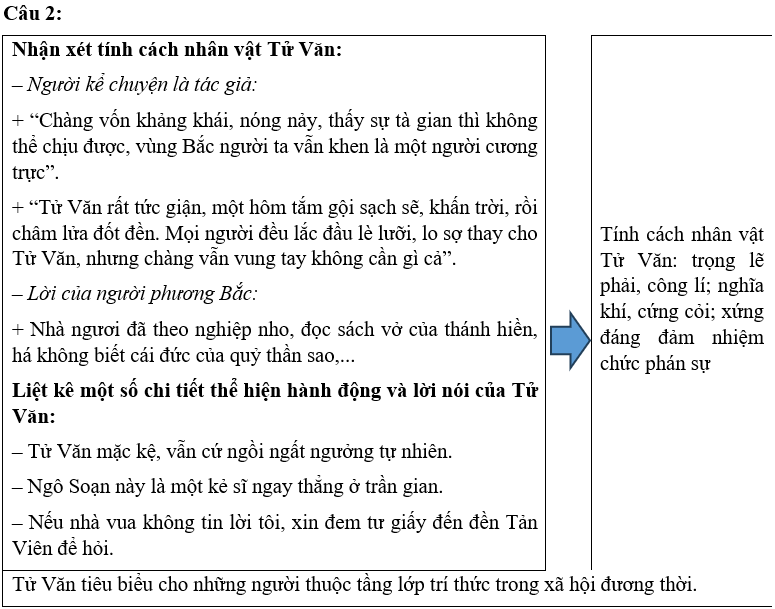 Câu 2:
Nhận xét tính cách nhân vật Tử Văn:
– Người kể chuyện là tác giả:
+ “Chàng vốn khảng khái, nóng nảy, thấy sự tà gian thì không
thể chịu được, vùng Bắc người ta vẫn khen là một người cương
trực”.
+ “Tử Văn rất tức giận, một hôm tắm gội sạch sẽ, khấn trời, rồi
châm lửa đốt đền. Mọi người đều lắc đầu lè lưỡi, lo sợ thay cho
Tử Văn, nhưng chàng vẫn vung tay không cần gì cả”.
– Lời của người phương Bắc:
+ Nhà ngươi đã theo nghiệp nho, đọc sách vở của thánh hiền,
há không biết cái đức của quỷ thần sao,...
Liệt kê một số chi tiết thể hiện hành động và lời nói của Tử
Văn:
– Tử Văn mặc kệ, vẫn cứ ngồi ngất ngưởng tự nhiên.
– Ngô Soạn này là một kẻ sĩ ngay thẳng ở trần gian.
– Nếu nhà vua không tin lời tôi, xin đem tư giấy đến đền Tản
Viên để hỏi.
Tính cách nhân vật
Tử Văn: trọng lẽ
phải, công lí; nghĩa
khí, cứng cỏi; xứng
đáng đảm nhiệm
chức phán sự
Tử Văn tiêu biểu cho những người thuộc tầng lớp trí thức trong xã hội đương thời.